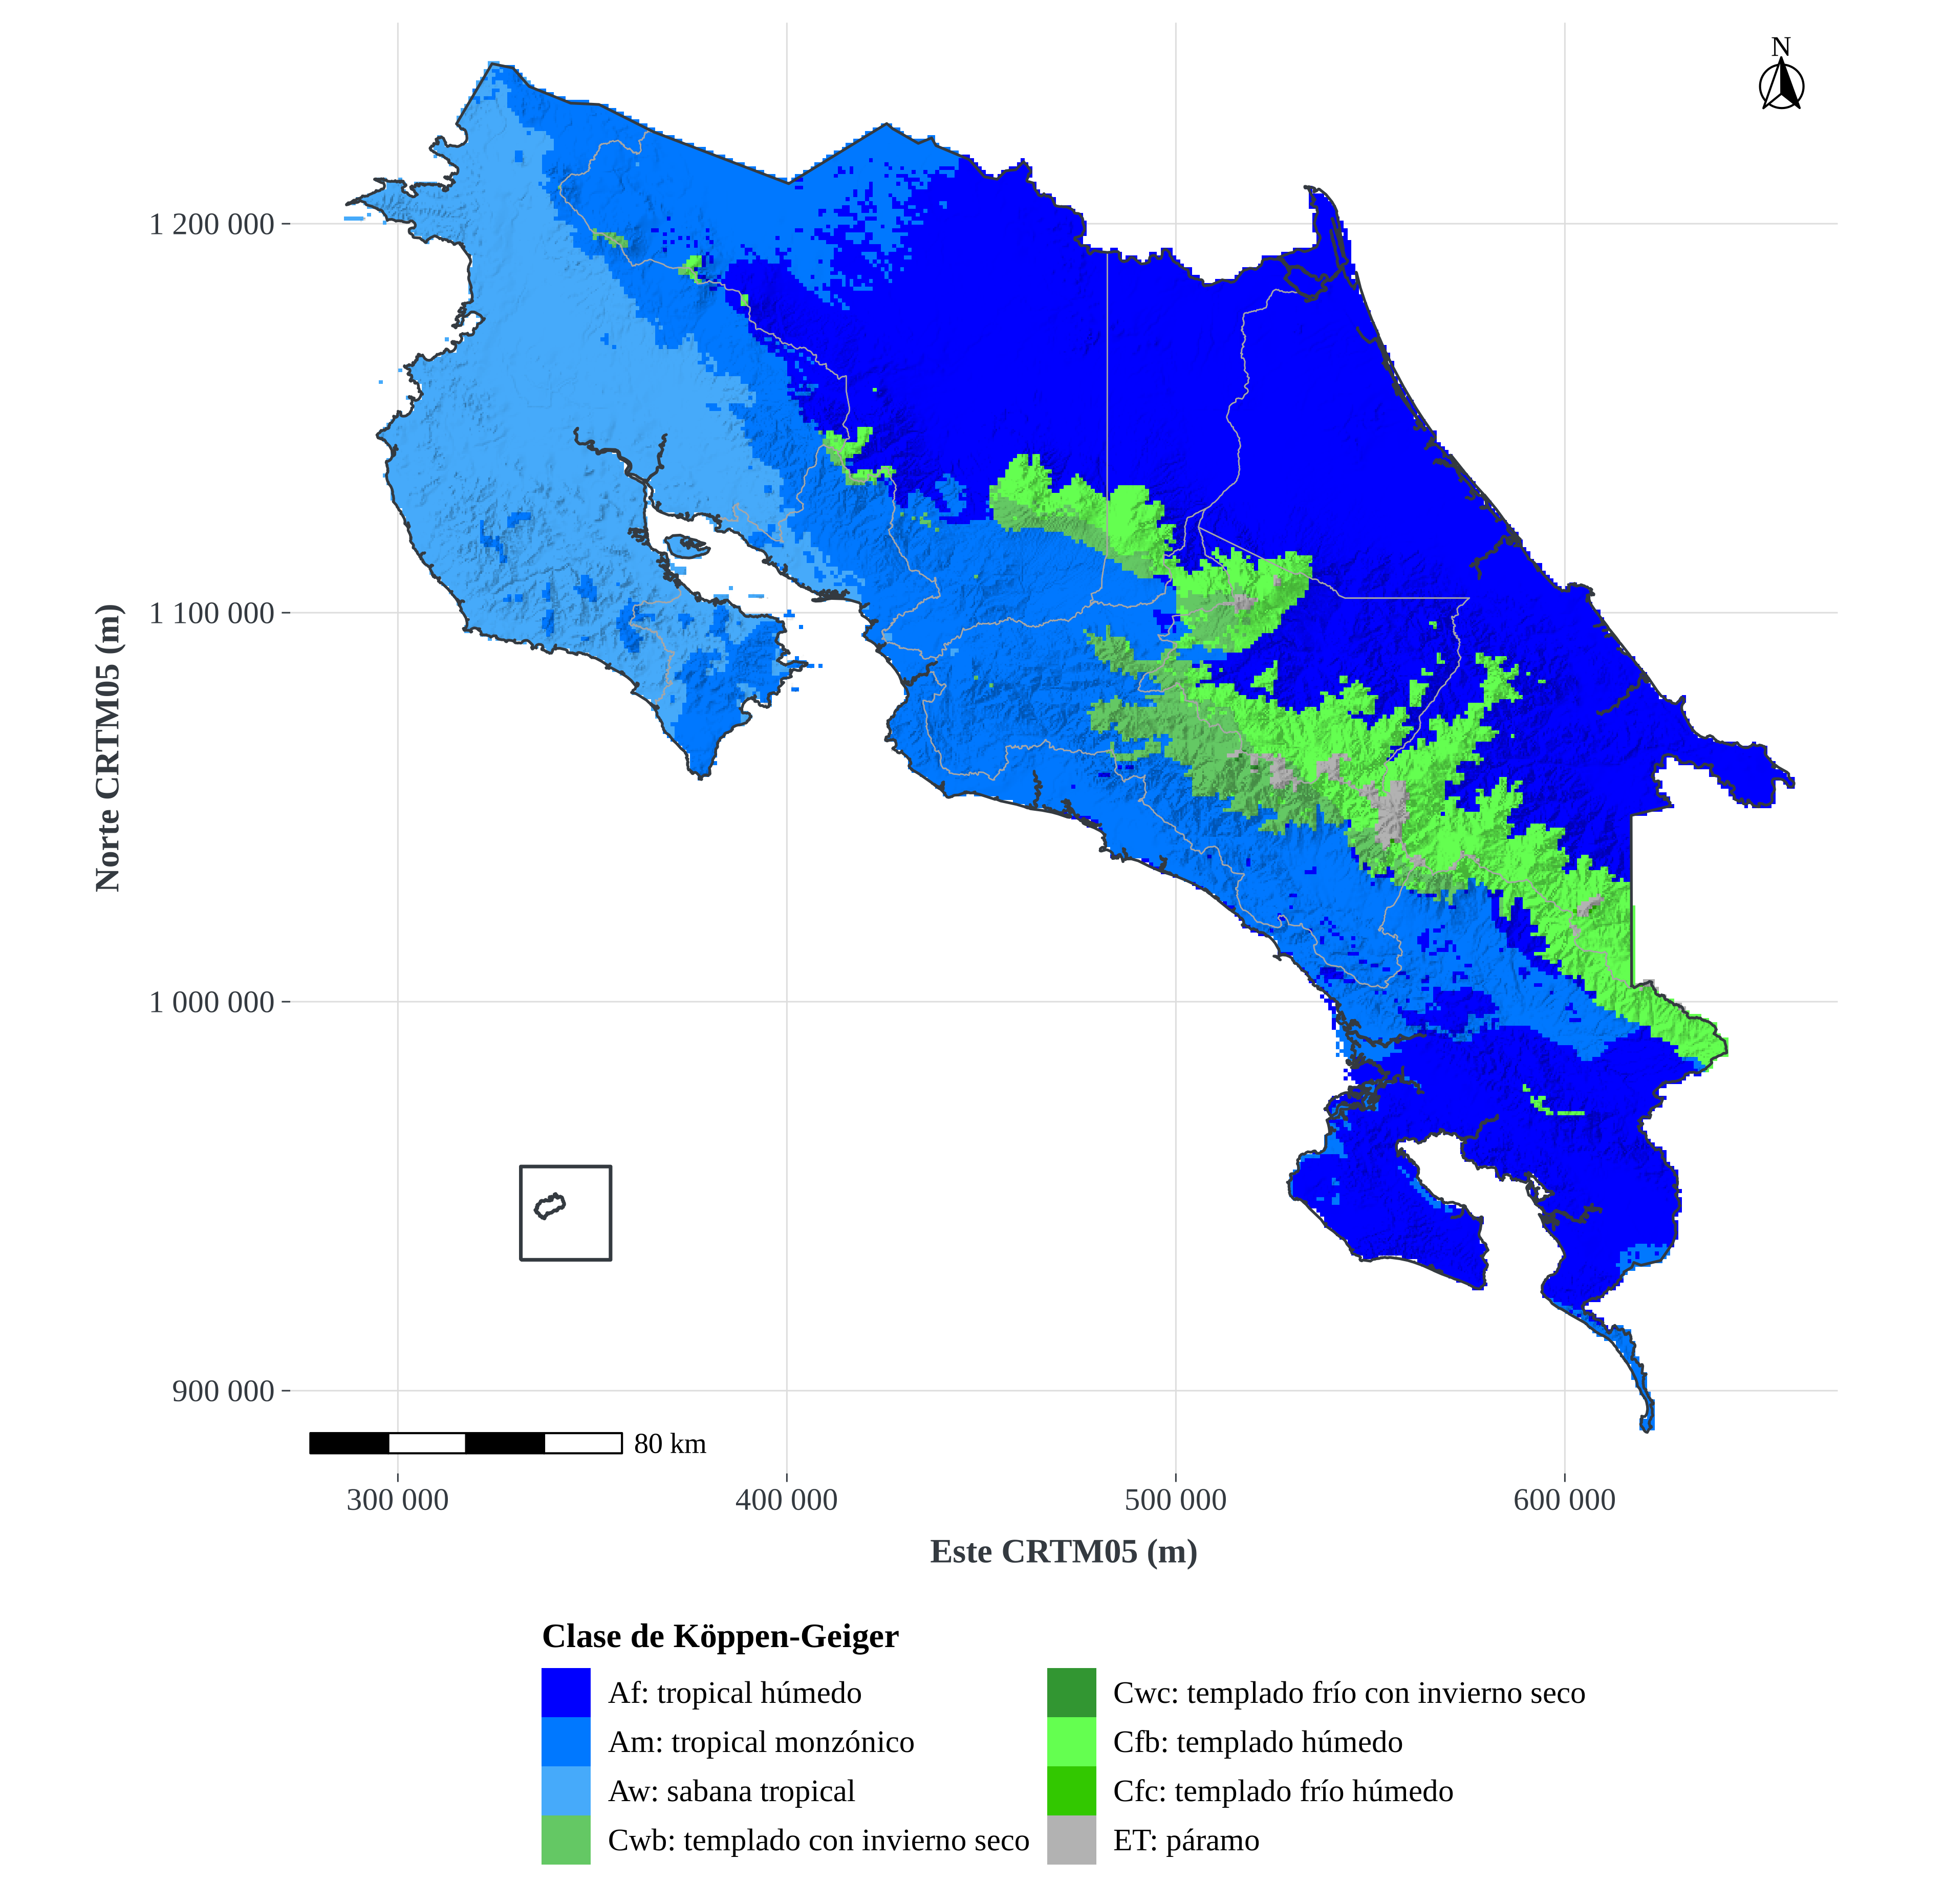 N
1 200 000
1 100 000
1 000 000
900 000
Norte CRTM05 (m)
80 km
300 000
400 000
500 000
600 000
Este CRTM05 (m)
Clase de Köppen-Geiger
Af: tropical húmedo
Am: tropical monzónico
Aw: sabana tropical
Cwb: templado con invierno seco
Cwc: templado frío con invierno seco
Cfb: templado húmedo
Cfc: templado frío húmedo
ET: páramo